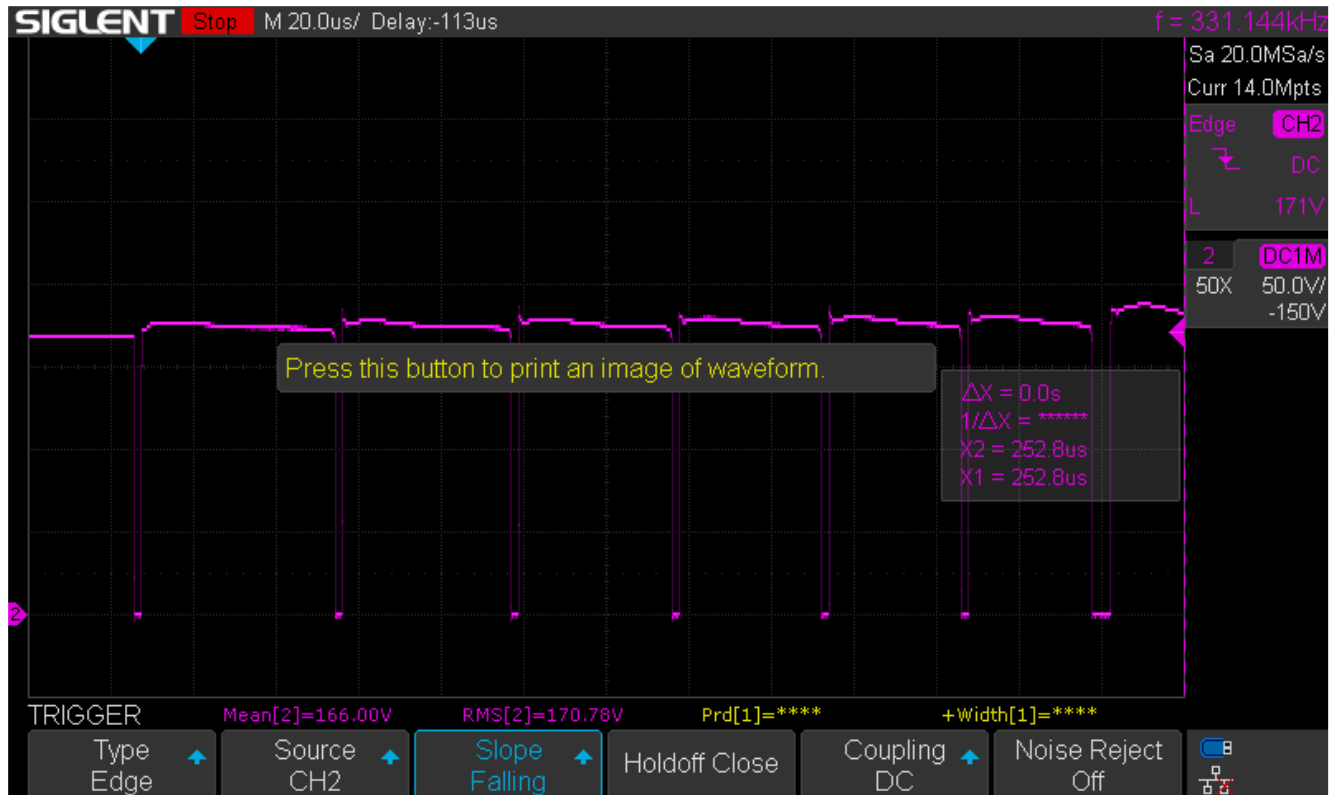 SIGLENT Stop M 20.0us/ Delay:-113us f = 331.144kHz
Sa 20.0MSa/s
Curr 14.0Mpts
Edge CH2
DC
L 171V
2 DC1M
50X 50.0V/
-150V
Press this button to print an image of waveform.
ΔX = 0.0s
1/ΔX = ******
X2 = 252.8us
X1 = 252.8us
2
TRIGGER Mean[2]=166.00V RMS[2]=170.78V Prd[1]=**** +Width[1]=****
Type Source Slope Holdoff Close Coupling Noise Reject
Edge CH2 Falling DC Off